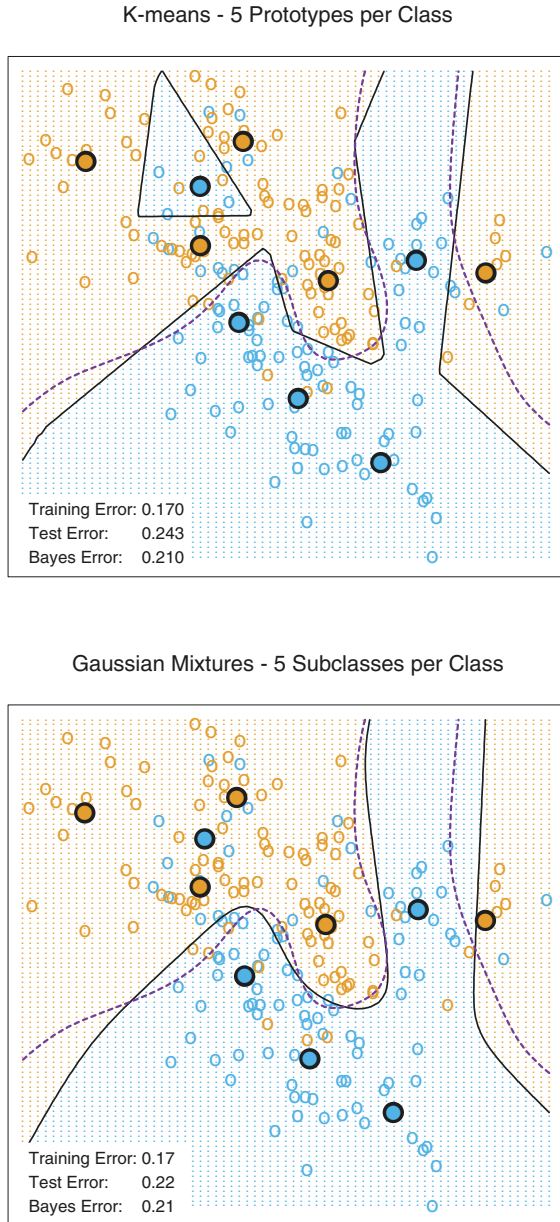 K-means - 5 Prototypes per Class
Training Error: 0.170
Test Error: 0.243
Bayes Error: 0.210
Gaussian Mixtures - 5 Subclasses per Class
Training Error: 0.17
Test Error: 0.22
Bayes Error: 0.21